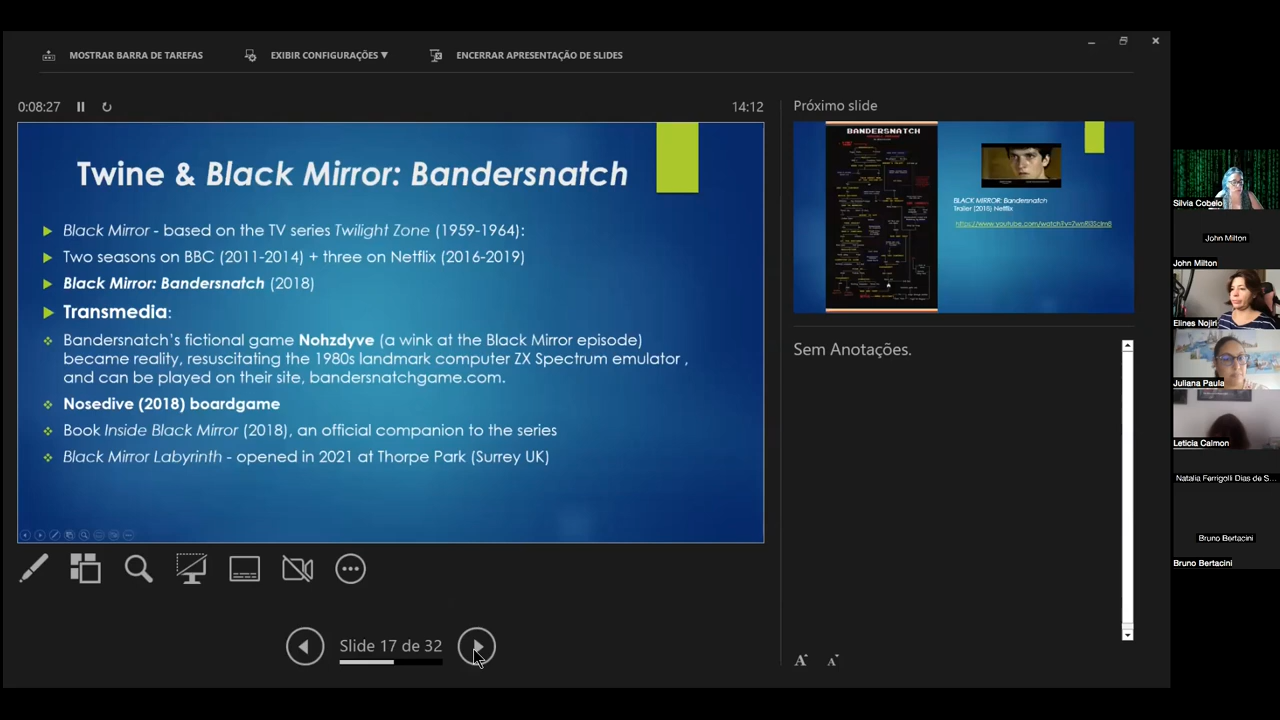 MOSTRAR BARRA DE TAREFAS
EXIBIR CONFIGURAÇÕES ▼
ENCERRAR APRESENTAÇÃO DE SLIDES
0:08:27
14:12
Twine & Black Mirror: Bandersnatch
Black Mirror - based on the TV series Twilight Zone (1959-1964):
Two seasons on BBC (2011-2014) + three on Netflix (2016-2019)
Black Mirror: Bandersnatch (2018)
Transmedia:
Bandersnatch's fictional game Nohzdyve (a wink at the Black Mirror episode)
became reality, resuscitating the 1980s landmark computer ZX Spectrum emulator ,
and can be played on their site, bandersnatchgame.com.
Nosedive (2018) boardgame
Book Inside Black Mirror (2018), an official companion to the series
Black Mirror Labyrinth - opened in 2021 at Thorpe Park (Surrey UK)
Slide 17 de 32
Próximo slide
BANDERSNATCH
BLACK MIRROR: Bandersnatch
Trailer (2018) Netflix
Sem Anotações.
A
A
Silvia Cobelo
John Milton
John Milton
Elines Nojiri
Juliana Paula
Leticia Calmon
Natalia Ferrigolli Dias de S...
Bruno Bertacini
Bruno Bertacini